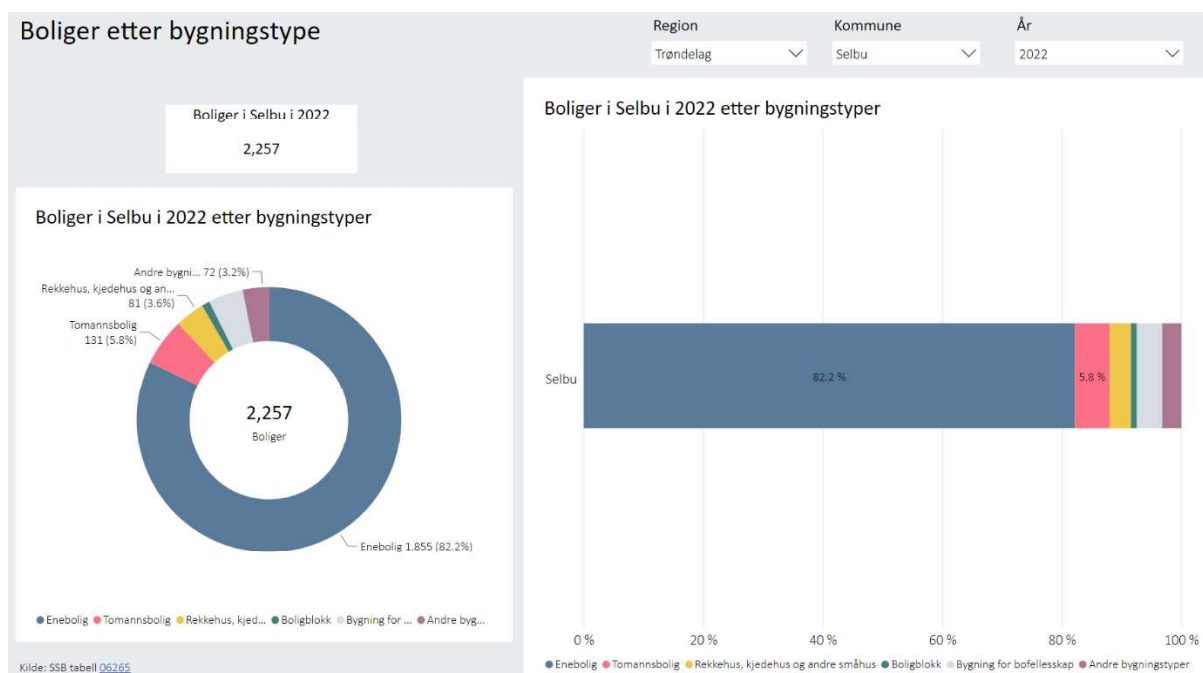 Boliger etter bygningstype
Region
Kommune
År
Trøndelag
Selbu
2022
Boliger i Selbu i 2022
2,257
Boliger i Selbu i 2022 etter bygningstyper
Andre bygni... 72 (3.2%)
Rekkehus, kjedehus og an...
81 (3.6%)
Tomannsbolig
131 (5.8%)
2,257
Boliger
Enebolig 1.855 (82.2%)
Enebolig Tomannsbolig Rekkehus, kjed... Boligblokk Bygning for ... Andre byg...
Kilde: SSB tabell 06265
Boliger i Selbu i 2022 etter bygningstyper
Selbu
82.2 %
5.8 %
0 % 20 % 40 % 60 % 80 % 100 %
Enebolig Tomannsbolig Rekkehus, kjedehus og andre småhus Boligblokk Bygning for bofellesskap Andre bygningstyper